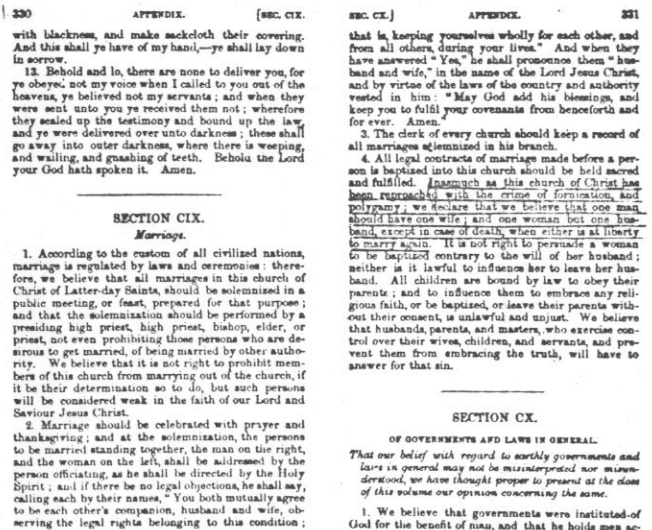 330 APPENDIX. [SEC. CIX.
with blackness, and make sackcloth their covering.
And this shall ye have of my hand,—ye shall lay down
in sorrow.
13. Behold and lo, there are none to deliver you, for
ye obeyed not my voice when I called to you out of the
heavens, ye believed not my servants; and when they
were sent unto you ye received them not; wherefore
they sealed up the testimony and bound up the law,
and ye were delivered over unto darkness; these shall
go away into outer darkness, where there is weeping,
and wailing, and gnashing of teeth. Behold the Lord
your God hath spoken it. Amen.
SECTION CIX.
Marriage.
1. According to the custom of all civilized nations,
marriage is regulated by laws and ceremonies: there-
fore, we believe that all marriages in this church of
Christ of Latter-day Saints, should be solemnized in a
public meeting, or feast, prepared for that purpose;
and that the solemnization should be performed by a
presiding high priest, high priest, bishop, elder, or
priest, not even prohibiting those persons who are de-
sirous to get married, of being married by other autho-
rity. We believe that it is not right to prohibit mem-
bers of this church from marrying out of the church, if
it be their determination so to do, but such persons
will be considered weak in the faith of our Lord and
Saviour Jesus Christ.
2. Marriage should be celebrated with prayer and
thanksgiving; and at the solemnization, the persons
to be married standing together, the man on the right,
and the woman on the left, shall be addressed by the
person officiating, as he shall be directed by the Holy
Spirit; and if there be no legal objections, he shall say,
calling each by their names, "You both mutually agree
to be each other's companion, husband and wife, ob-
serving the legal rights belonging to this condition;
SEC. CX.] APPENDIX. 331
that is, keeping yourselves wholly for each other, and
from all others, during your lives." And when they
have answered "Yes," he shall pronounce them "hus-
band and wife," in the name of the Lord Jesus Christ,
and by virtue of the laws of the country and authority
vested in him: "May God add his blessings, and
keep you to fulfil your covenants from henceforth and
for ever. Amen."
3. The clerk of every church should keep a record of
all marriages solemnized in his branch.
4. All legal contracts of marriage made before a per-
son is baptized into this church should be held sacred
and fulfilled. Inasmuch as this church of Christ has
been reproached with the crime of fornication, and
polygamy; we declare that we believe that one man
should have one wife; and one woman but one hus-
band, except in case of death, when either is at liberty
to marry again. It is not right to persuade a woman
to be baptized contrary to the will of her husband;
neither is it lawful to influence her to leave her hus-
band. All children are bound by law to obey their
parents; and to influence them to embrace any reli-
gious faith, or be baptized, or leave their parents with-
out their consent, is unlawful and unjust. We believe
that husbands, parents, and masters, who exercise con-
trol over their wives, children, and servants, and pre-
vent them from embracing the truth, will have to
answer for that sin.
SECTION CX.
OF GOVERNMENTS AND LAWS IN GENERAL.
That our belief with regard to earthly governments and
laws in general may not be misinterpreted nor misun-
derstood, we have thought proper to present at the close
of this volume our opinion concerning the same.
1. We believe that governments were instituted of
God for the benefit of man, and that he holds men ac-